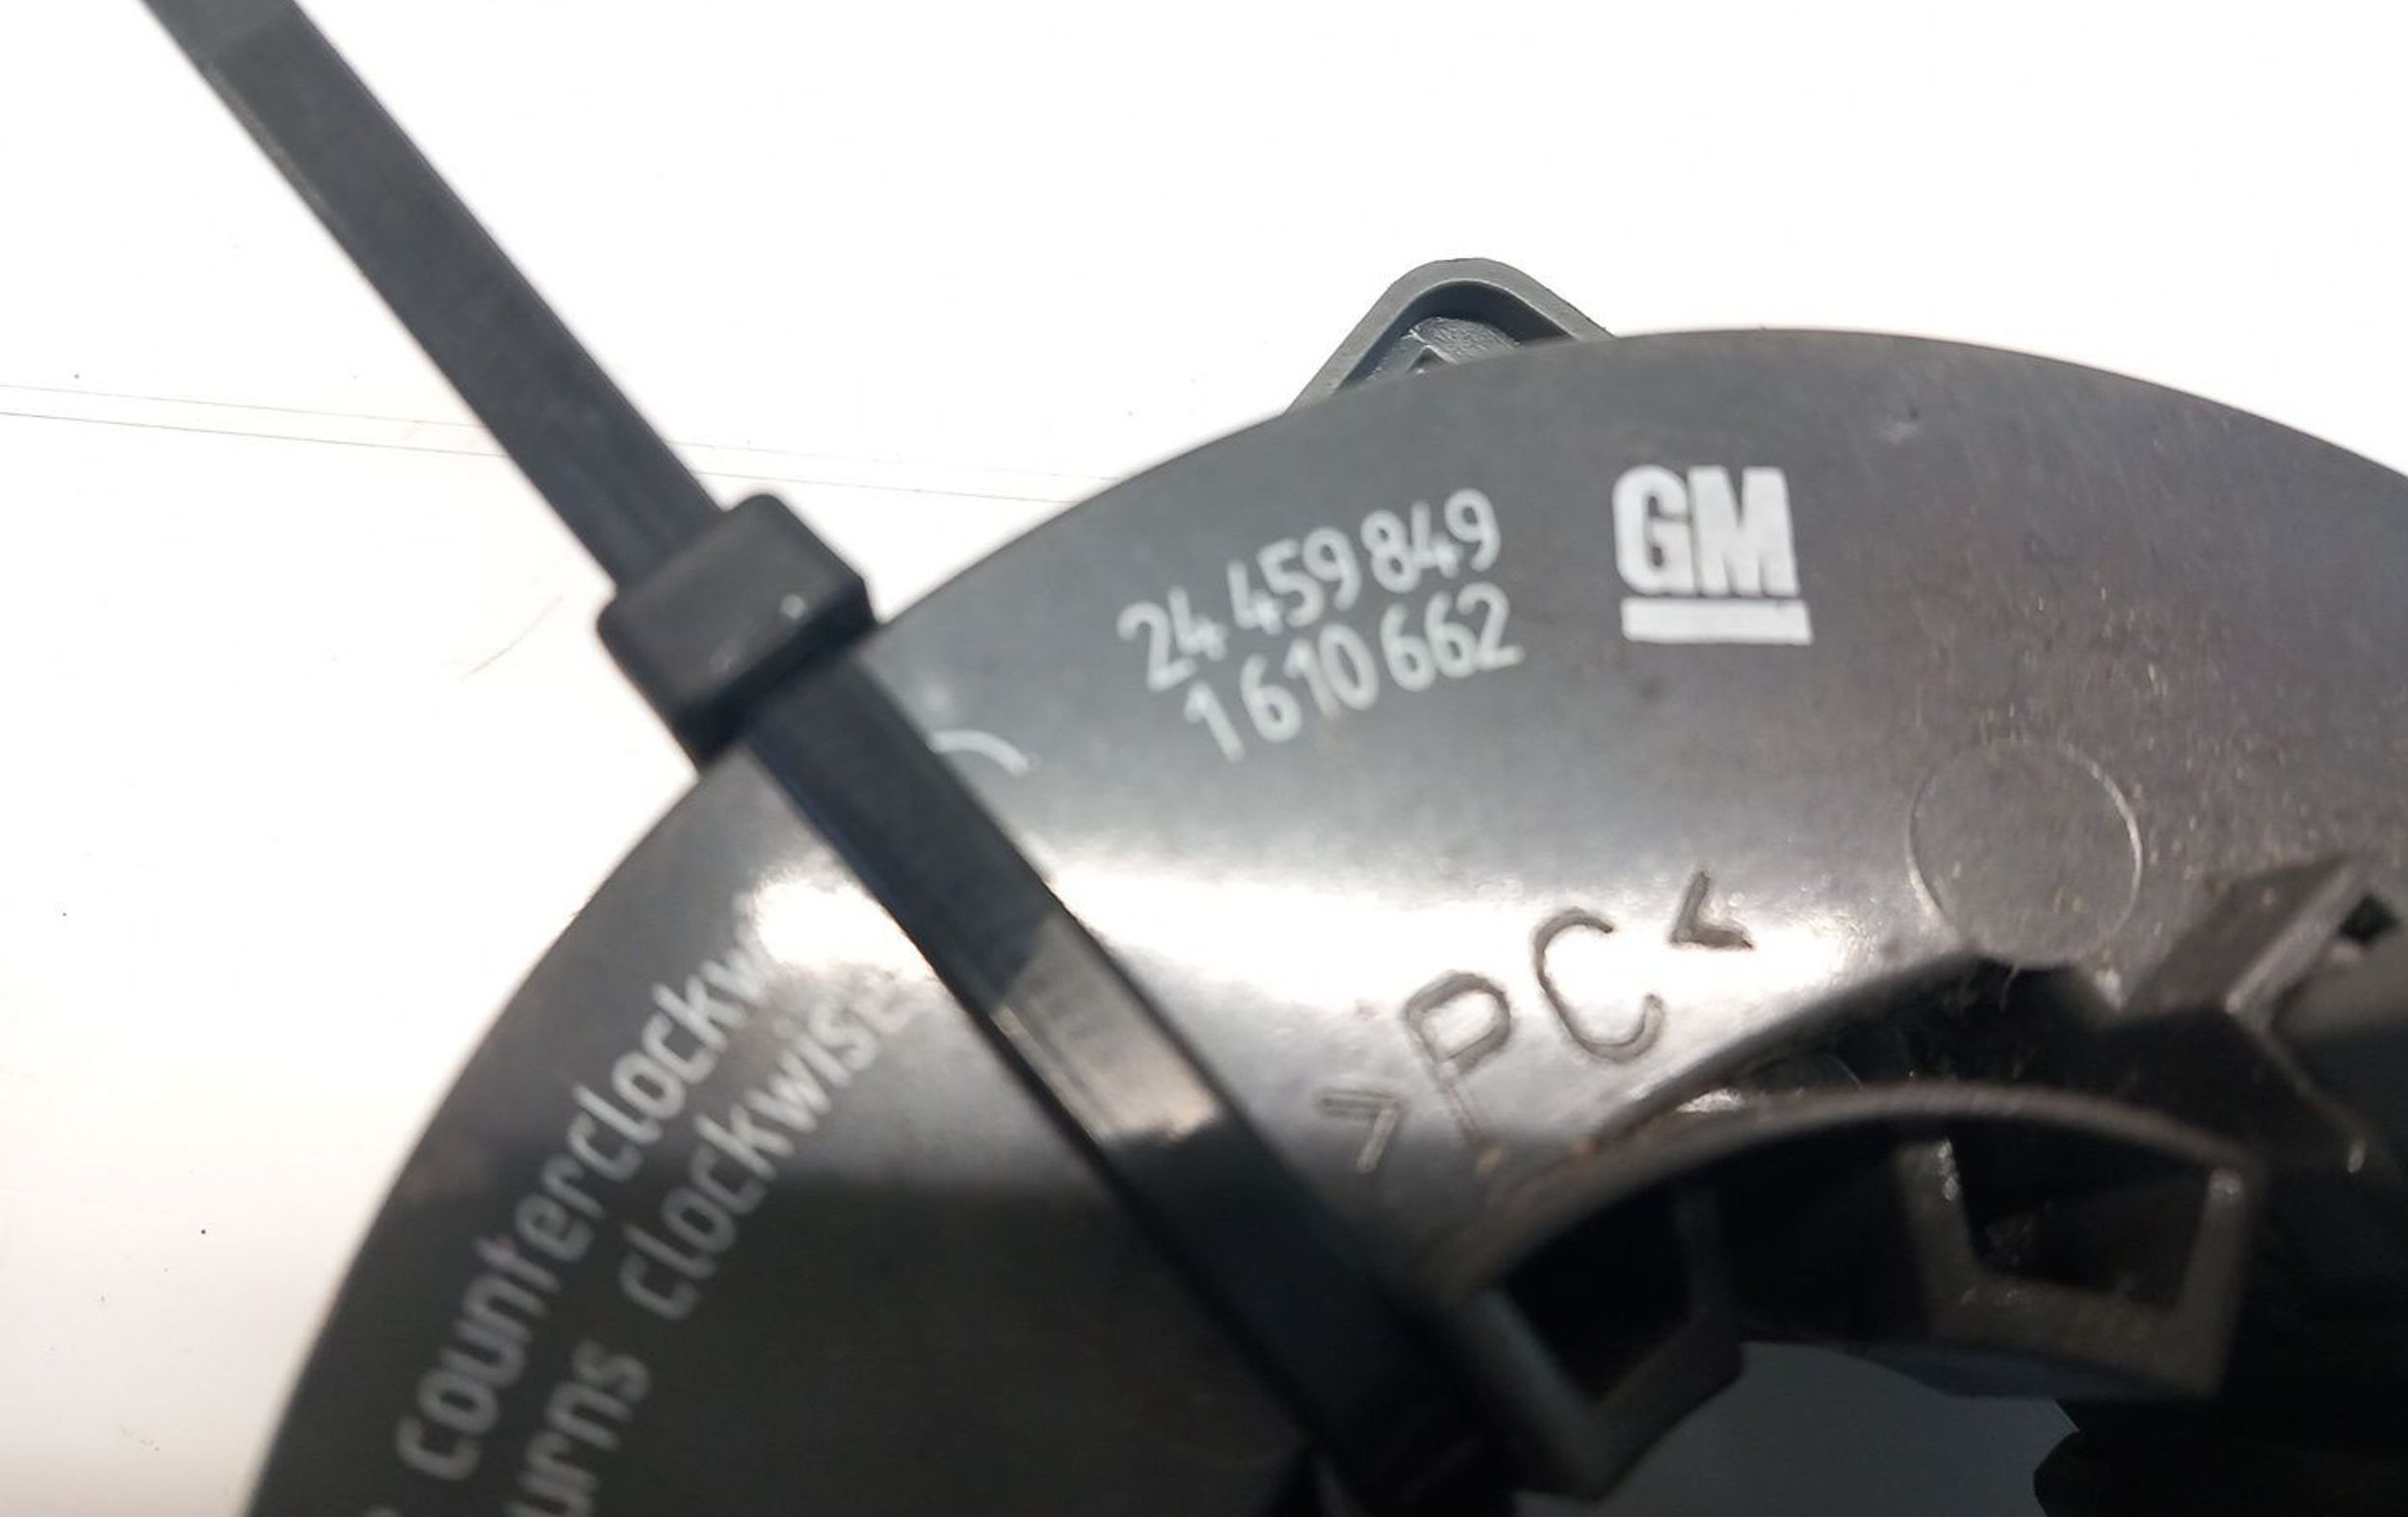 24 459 849
1 610 662
GM
>PC<
counterclockw
urns clockwise